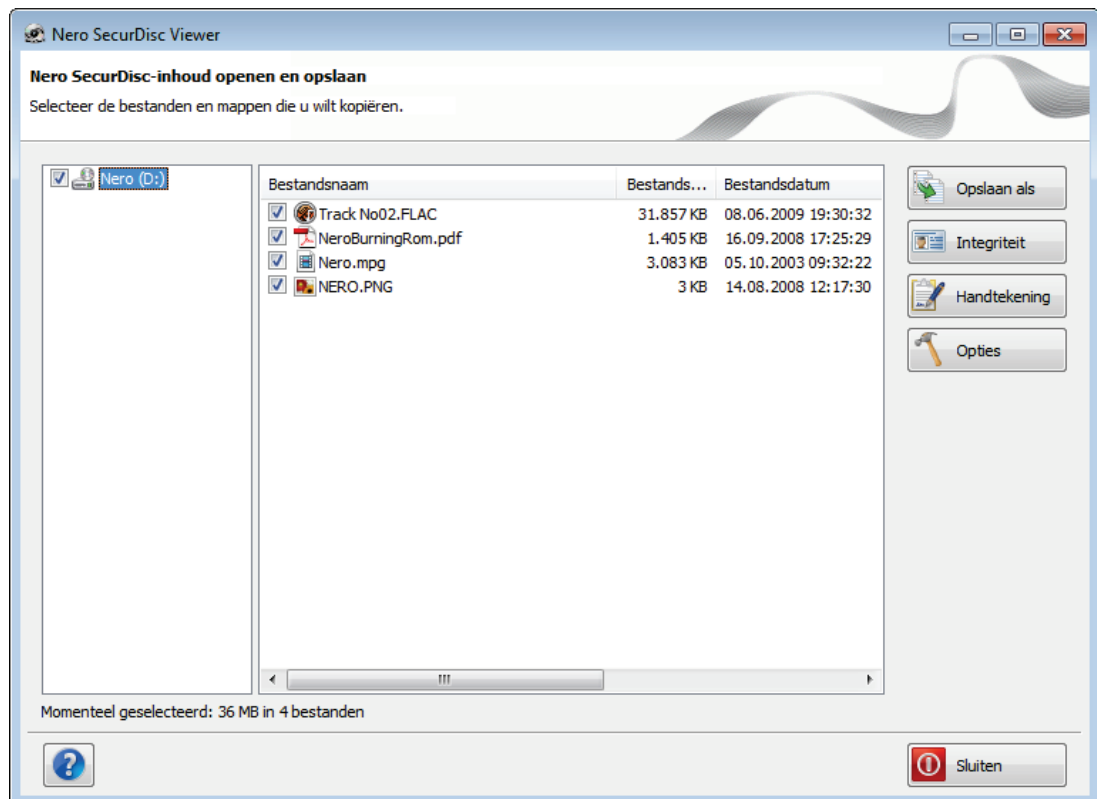 Nero SecurDisc Viewer
Nero SecurDisc-inhoud openen en opslaan
Selecteer de bestanden en mappen die u wilt kopiëren.
Nero (D:)
Bestandsnaam Bestands... Bestandsdatum
Track No02.FLAC 31.857 KB 08.06.2009 19:30:32
NeroBurningRom.pdf 1.405 KB 16.09.2008 17:25:29
Nero.mpg 3.083 KB 05.10.2003 09:32:22
NERO.PNG 3 KB 14.08.2008 12:17:30
Opslaan als
Integriteit
Handtekening
Opties
Momenteel geselecteerd: 36 MB in 4 bestanden
Sluiten